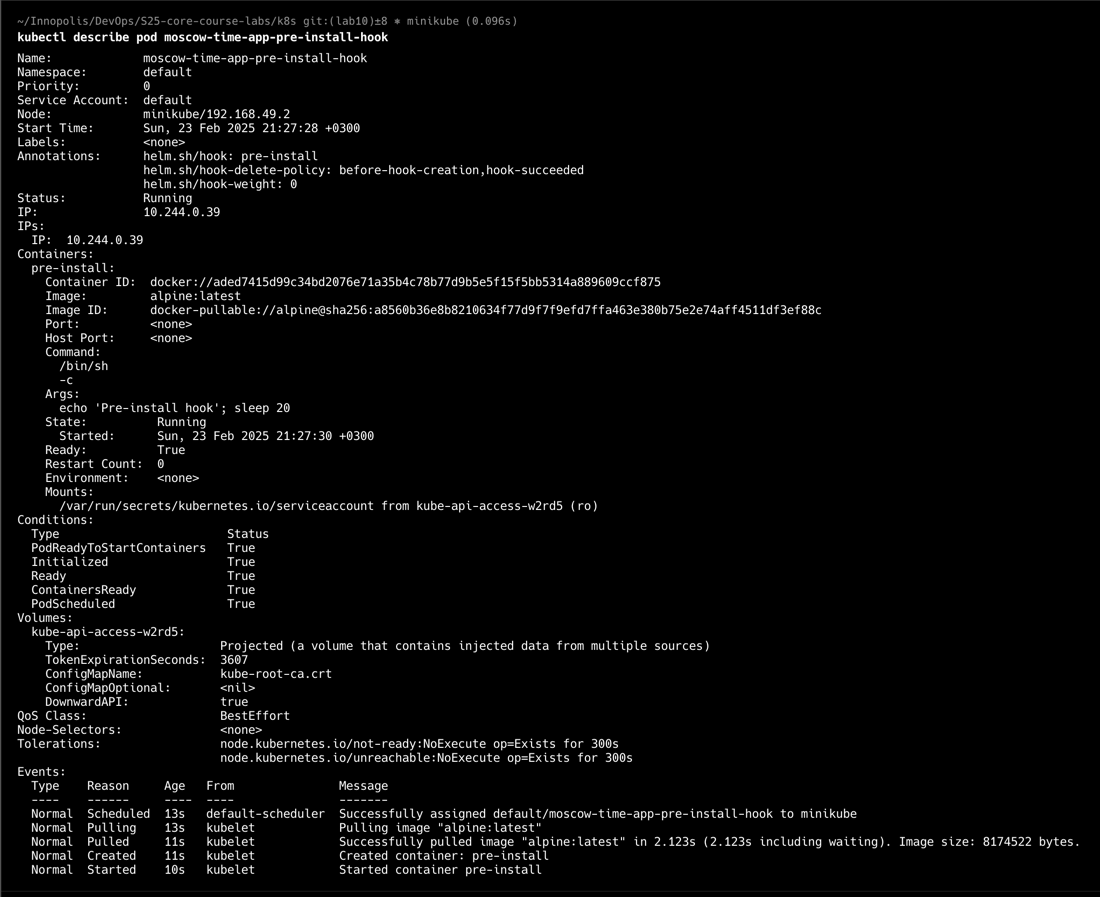 ~/Innopolis/DevOps/S25-core-course-labs/k8s git:(lab10)±8 ⎈ minikube (0.096s)
kubectl describe pod moscow-time-app-pre-install-hook
Name:             moscow-time-app-pre-install-hook
Namespace:        default
Priority:         0
Service Account:  default
Node:             minikube/192.168.49.2
Start Time:       Sun, 23 Feb 2025 21:27:28 +0300
Labels:           <none>
Annotations:      helm.sh/hook: pre-install
                  helm.sh/hook-delete-policy: before-hook-creation,hook-succeeded
                  helm.sh/hook-weight: 0
Status:           Running
IP:               10.244.0.39
IPs:
  IP:  10.244.0.39
Containers:
  pre-install:
    Container ID:  docker://aded7415d99c34bd2076e71a35b4c78b77d9b5e5f15f5bb5314a889609ccf875
    Image:         alpine:latest
    Image ID:      docker-pullable://alpine@sha256:a8560b36e8b8210634f77d9f7f9efd7ffa463e380b75e2e74aff4511df3ef88c
    Port:          <none>
    Host Port:     <none>
    Command:
      /bin/sh
      -c
    Args:
      echo 'Pre-install hook'; sleep 20
    State:          Running
      Started:      Sun, 23 Feb 2025 21:27:30 +0300
    Ready:          True
    Restart Count:  0
    Environment:    <none>
    Mounts:
      /var/run/secrets/kubernetes.io/serviceaccount from kube-api-access-w2rd5 (ro)
Conditions:
  Type                        Status
  PodReadyToStartContainers   True
  Initialized                 True
  Ready                       True
  ContainersReady             True
  PodScheduled                True
Volumes:
  kube-api-access-w2rd5:
    Type:                    Projected (a volume that contains injected data from multiple sources)
    TokenExpirationSeconds:  3607
    ConfigMapName:           kube-root-ca.crt
    ConfigMapOptional:       <nil>
    DownwardAPI:             true
QoS Class:                   BestEffort
Node-Selectors:              <none>
Tolerations:                 node.kubernetes.io/not-ready:NoExecute op=Exists for 300s
                             node.kubernetes.io/unreachable:NoExecute op=Exists for 300s
Events:
  Type    Reason     Age   From               Message
  ----    ------     ----  ----               -------
  Normal  Scheduled  13s   default-scheduler  Successfully assigned default/moscow-time-app-pre-install-hook to minikube
  Normal  Pulling    13s   kubelet            Pulling image "alpine:latest"
  Normal  Pulled     11s   kubelet            Successfully pulled image "alpine:latest" in 2.123s (2.123s including waiting). Image size: 8174522 bytes.
  Normal  Created    11s   kubelet            Created container: pre-install
  Normal  Started    10s   kubelet            Started container pre-install